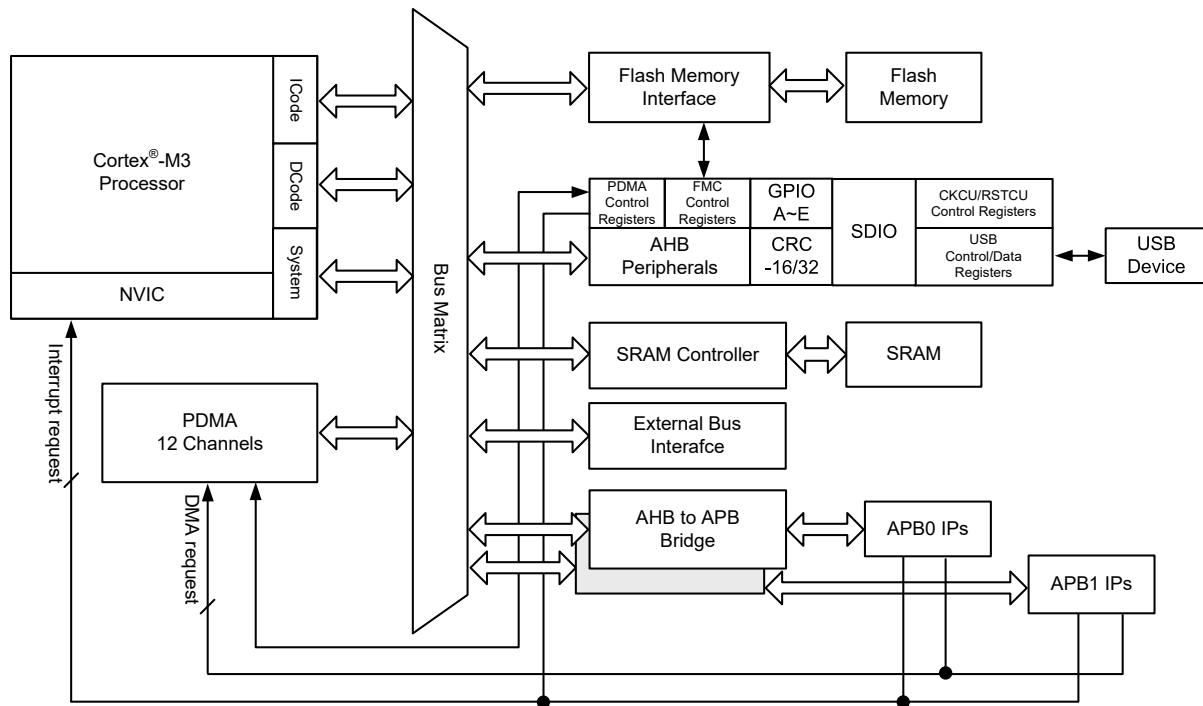 Cortex®-M3
Processor
ICode
DCode
System
NVIC
Interrupt request
PDMA
12 Channels
DMA request
Bus Matrix
Flash Memory
Interface
Flash
Memory
PDMA
Control
Registers
FMC
Control
Registers
GPIO
A~E
AHB
Peripherals
CRC
-16/32
SDIO
CKCU/RSTCU
Control Registers
USB
Control/Data
Registers
USB
Device
SRAM Controller
SRAM
External Bus
Interafce
AHB to APB
Bridge
APB0 IPs
APB1 IPs